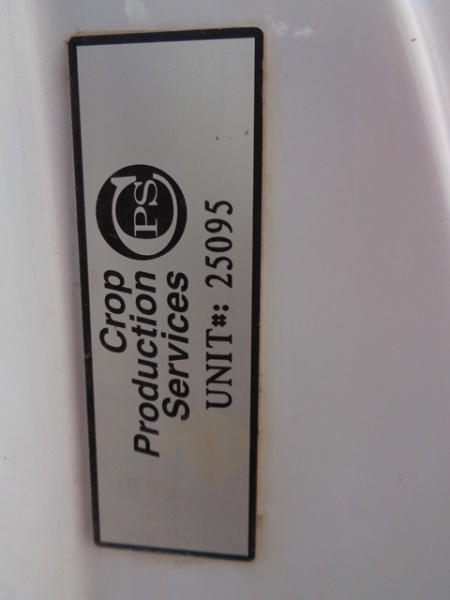 Crop
Production
Services
CPS
UNIT#: 25095